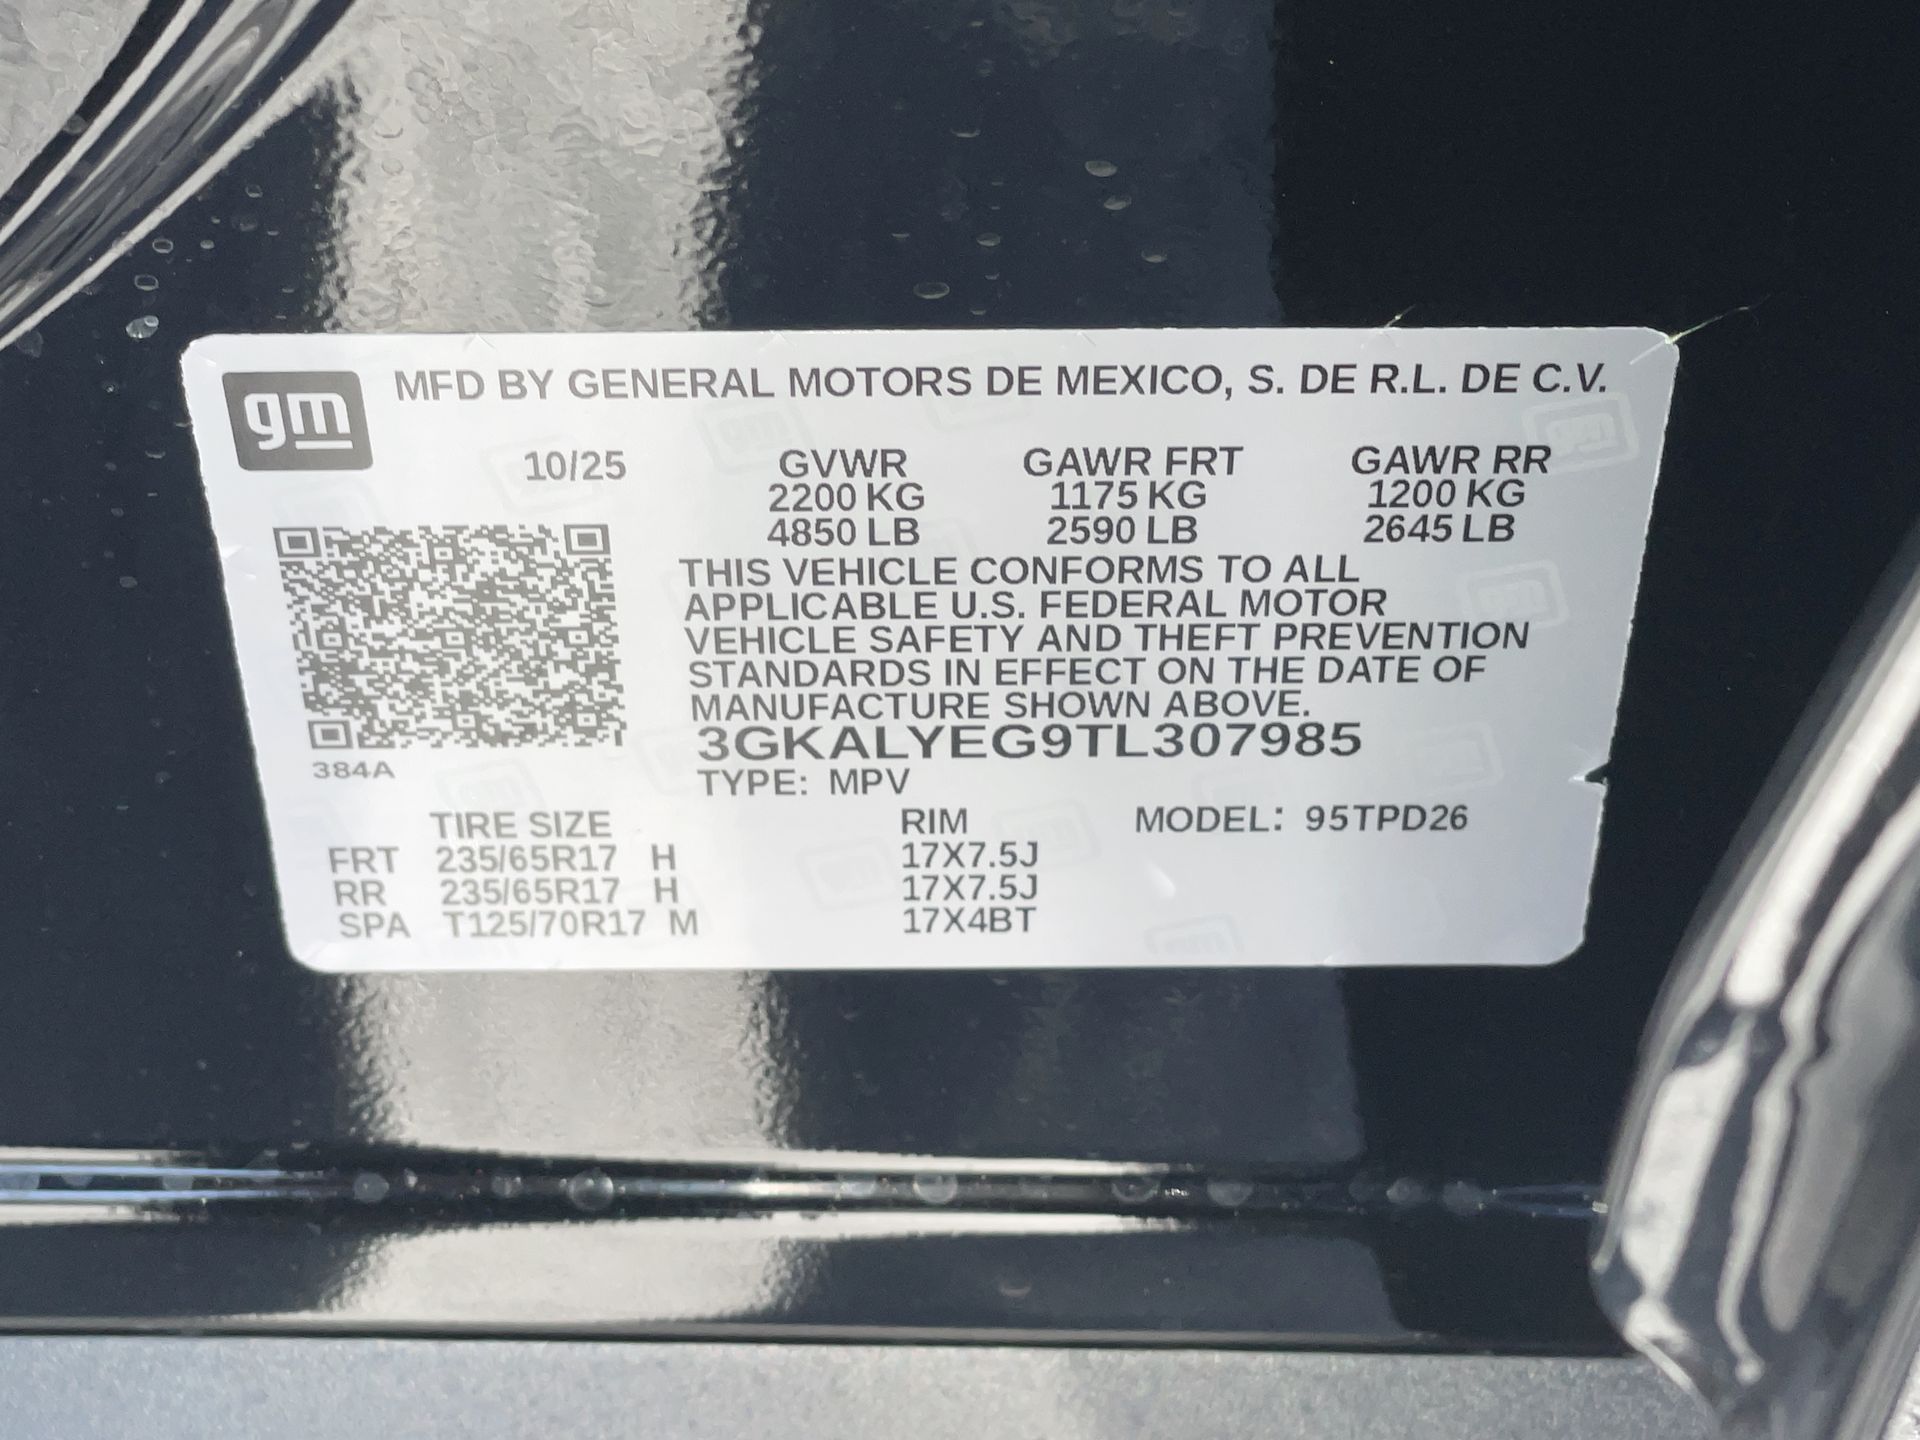 gm
MFD BY GENERAL MOTORS DE MEXICO, S. DE R.L. DE C.V.
10/25 GVWR GAWR FRT GAWR RR
2200 KG 1175 KG 1200 KG
4850 LB 2590 LB 2645 LB
THIS VEHICLE CONFORMS TO ALL
APPLICABLE U.S. FEDERAL MOTOR
VEHICLE SAFETY AND THEFT PREVENTION
STANDARDS IN EFFECT ON THE DATE OF
MANUFACTURE SHOWN ABOVE.
3GKALYEG9TL307985
384A
TYPE: MPV
TIRE SIZE RIM MODEL: 95TPD26
FRT 235/65R17 H 17X7.5J
RR 235/65R17 H 17X7.5J
SPA T125/70R17 M 17X4BT